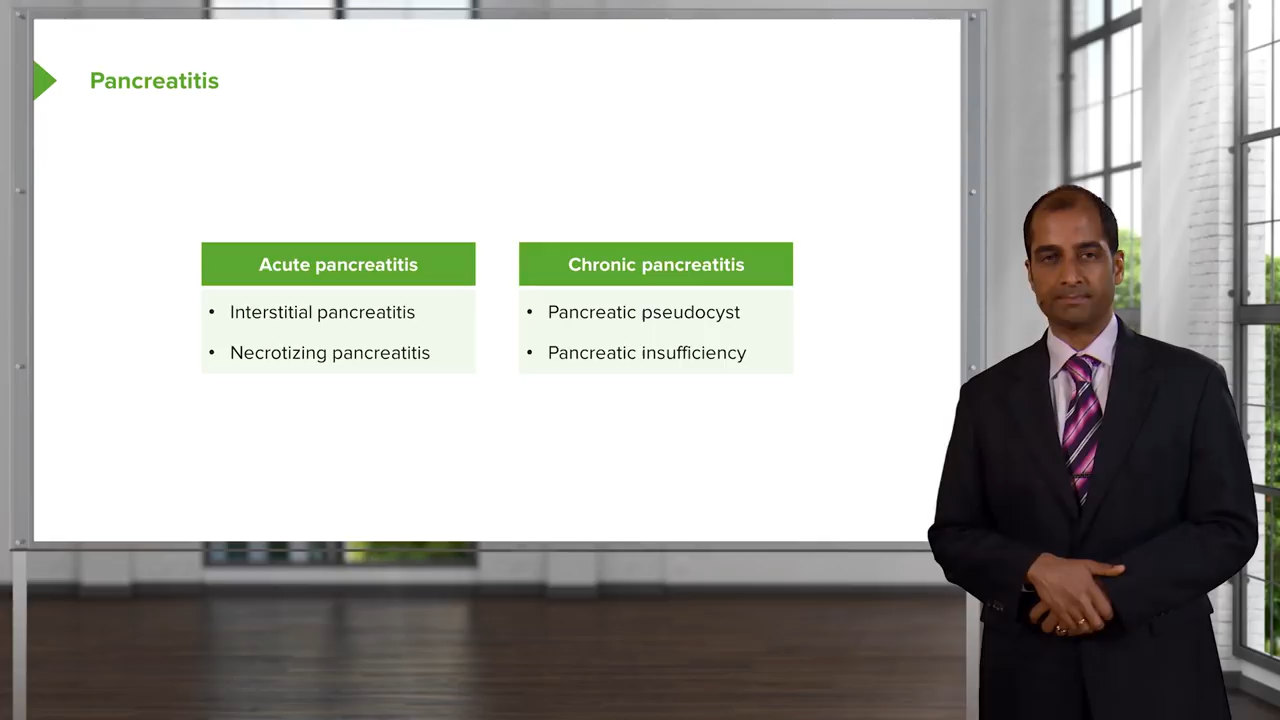 Pancreatitis
Acute pancreatitis
• Interstitial pancreatitis
• Necrotizing pancreatitis
Chronic pancreatitis
• Pancreatic pseudocyst
• Pancreatic insufficiency